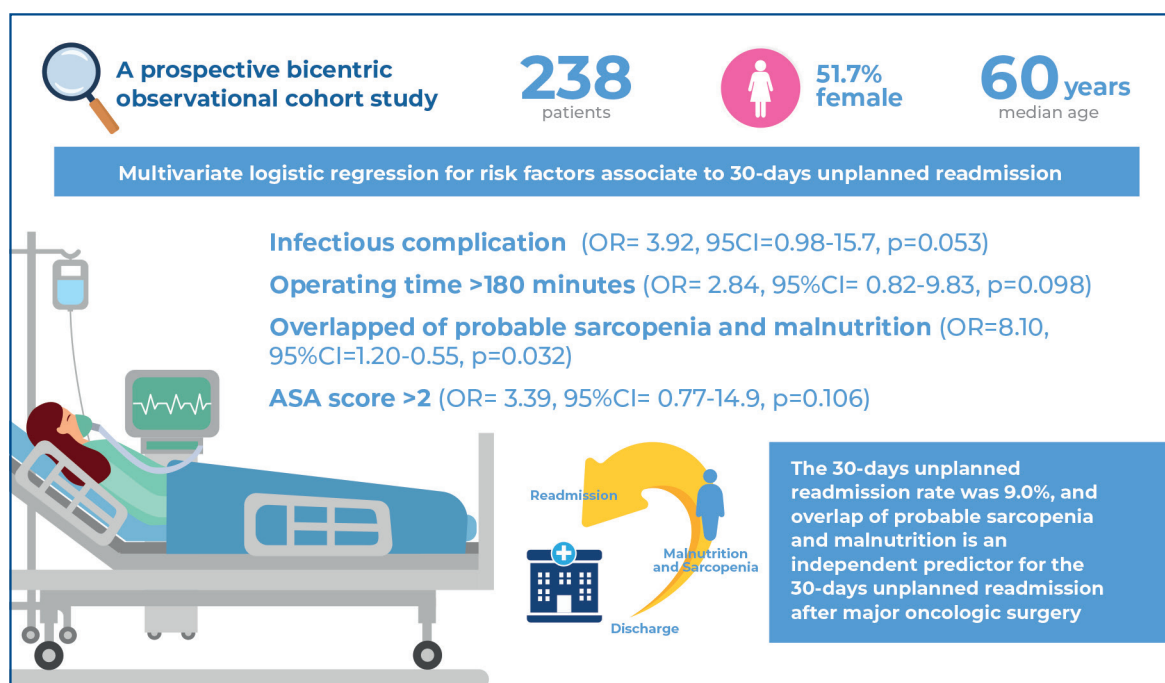 A prospective bicentric
observational cohort study
238
patients
51.7%
female
60 years
median age
Multivariate logistic regression for risk factors associate to 30-days unplanned readmission
Infectious complication (OR= 3.92, 95CI=0.98-15.7, p=0.053)
Operating time >180 minutes (OR= 2.84, 95%CI= 0.82-9.83, p=0.098)
Overlapped of probable sarcopenia and malnutrition (OR=8.10,
95%CI=1.20-0.55, p=0.032)
ASA score >2 (OR= 3.39, 95%CI= 0.77-14.9, p=0.106)
Readmission
Malnutrition
and Sarcopenia
Discharge
The 30-days unplanned
readmission rate was 9.0%, and
overlap of probable sarcopenia
and malnutrition is an
independent predictor for the
30-days unplanned readmission
after major oncologic surgery